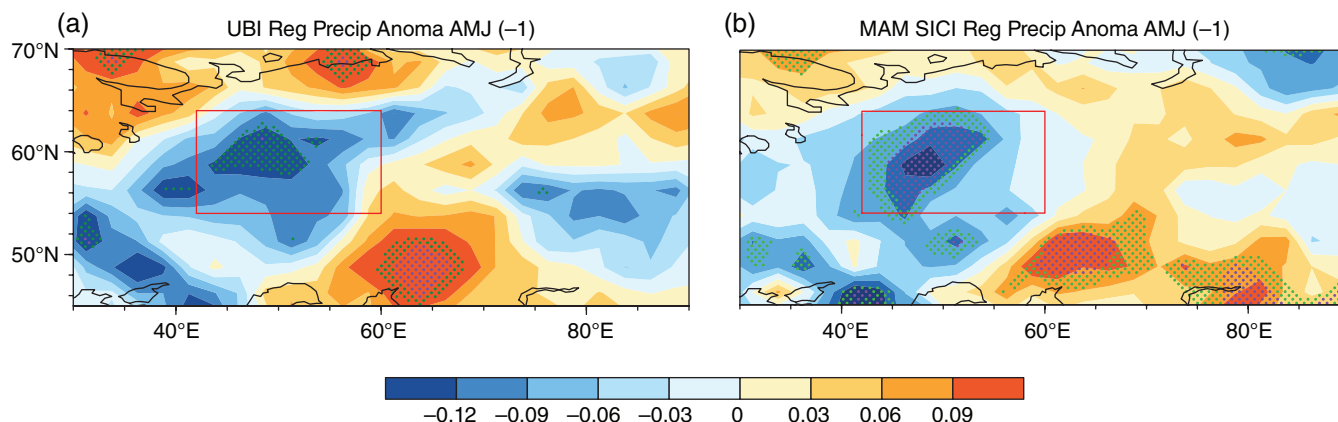 (a) UBI Reg Precip Anoma AMJ (−1)
(b) MAM SICI Reg Precip Anoma AMJ (−1)
70°N
60°N
50°N
40°E 60°E 80°E
40°E 60°E 80°E
−0.12 −0.09 −0.06 −0.03 0 0.03 0.06 0.09